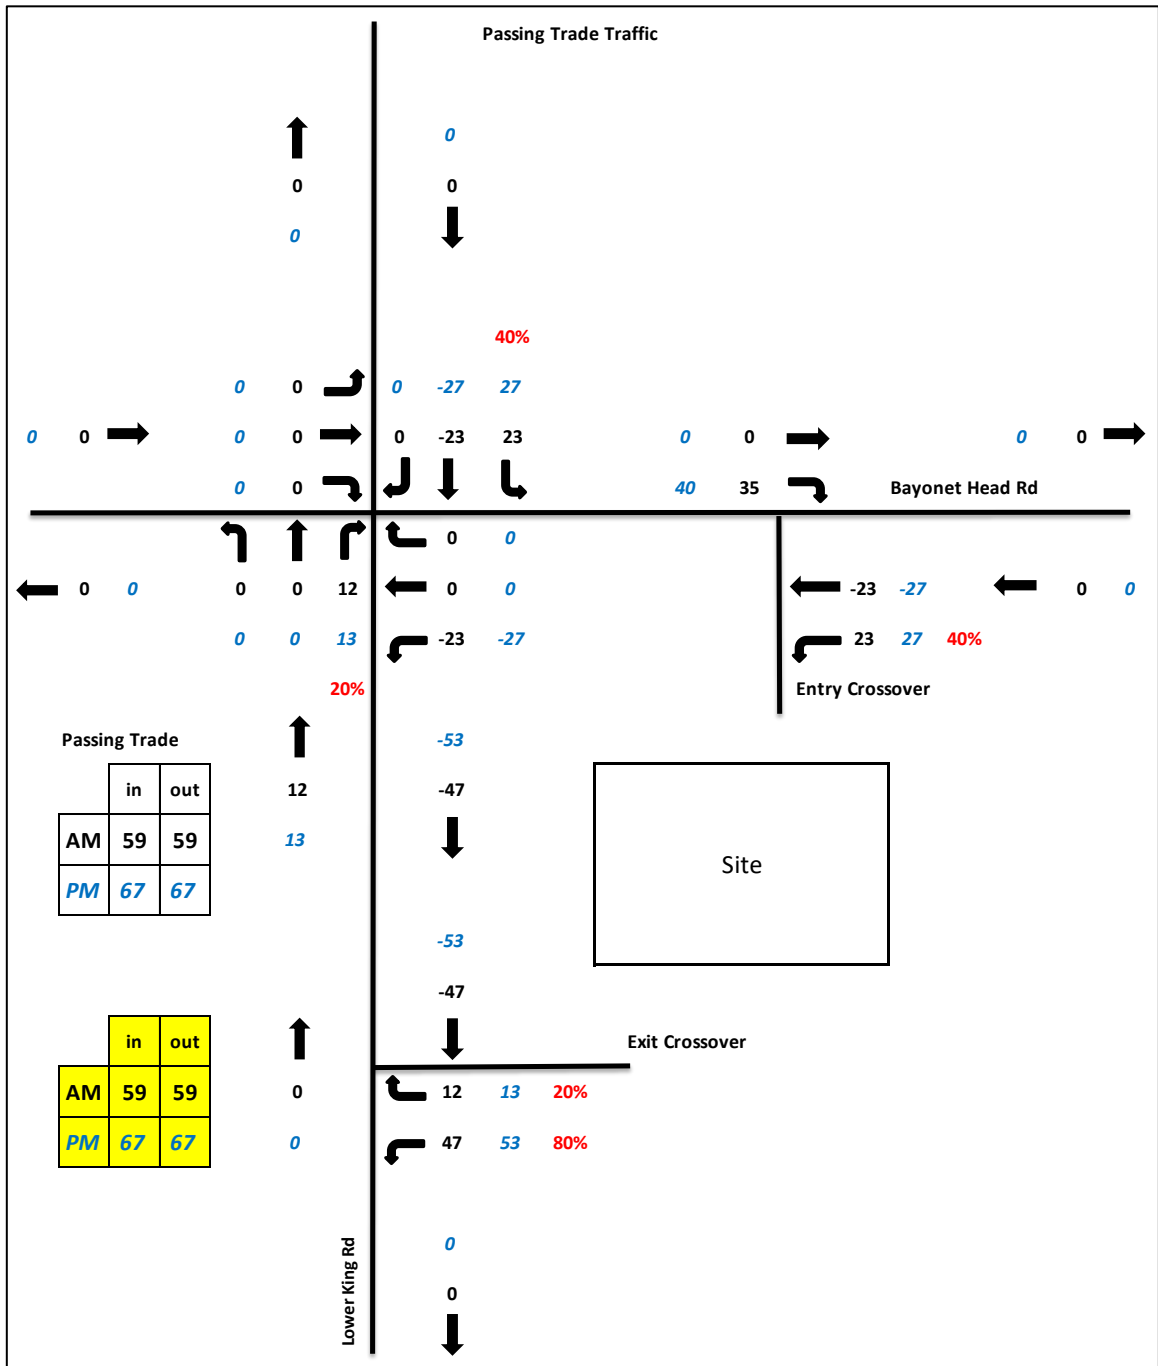 Passing Trade Traffic
0
0 0
0
40%
0 0 0 -27 27
0 0 0 0 0 -23 23 0 0 0 0
0 0 40 35 Bayonet Head Rd
0 0
0 0 0 0 12 0 0 -23 -27 0 0
0 0 13 -23 -27 23 27 40%
20% Entry Crossover
Passing Trade -53
in out 12 -47
AM 59 59 13
Site
PM 67 67
-53
-47
in out Exit Crossover
AM 59 59 0 12 13 20%
PM 67 67 0 47 53 80%
0
Lower King Rd
0